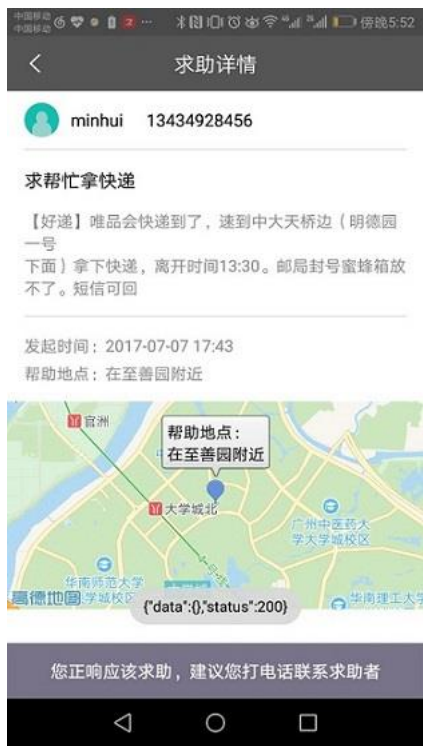 中国移动
中国移动
2
46
26
傍晚5:52
求助详情
minhui 13434928456
求帮忙拿快递
【好递】唯品会快递到了，速到中大天桥边（明德园
一号
下面）拿下快递，离开时间13:30。邮局封号蜜蜂箱放
不了。短信可回
发起时间：2017-07-07 17:43
帮助地点：在至善园附近
官洲
帮助地点：
在至善园附近
大学城北
广州中医药大
学大学城校区
华南师范大学
大学城校区
高德地图
华南理工大学
{"data":{},"status":200}
您正响应该求助，建议您打电话联系求助者